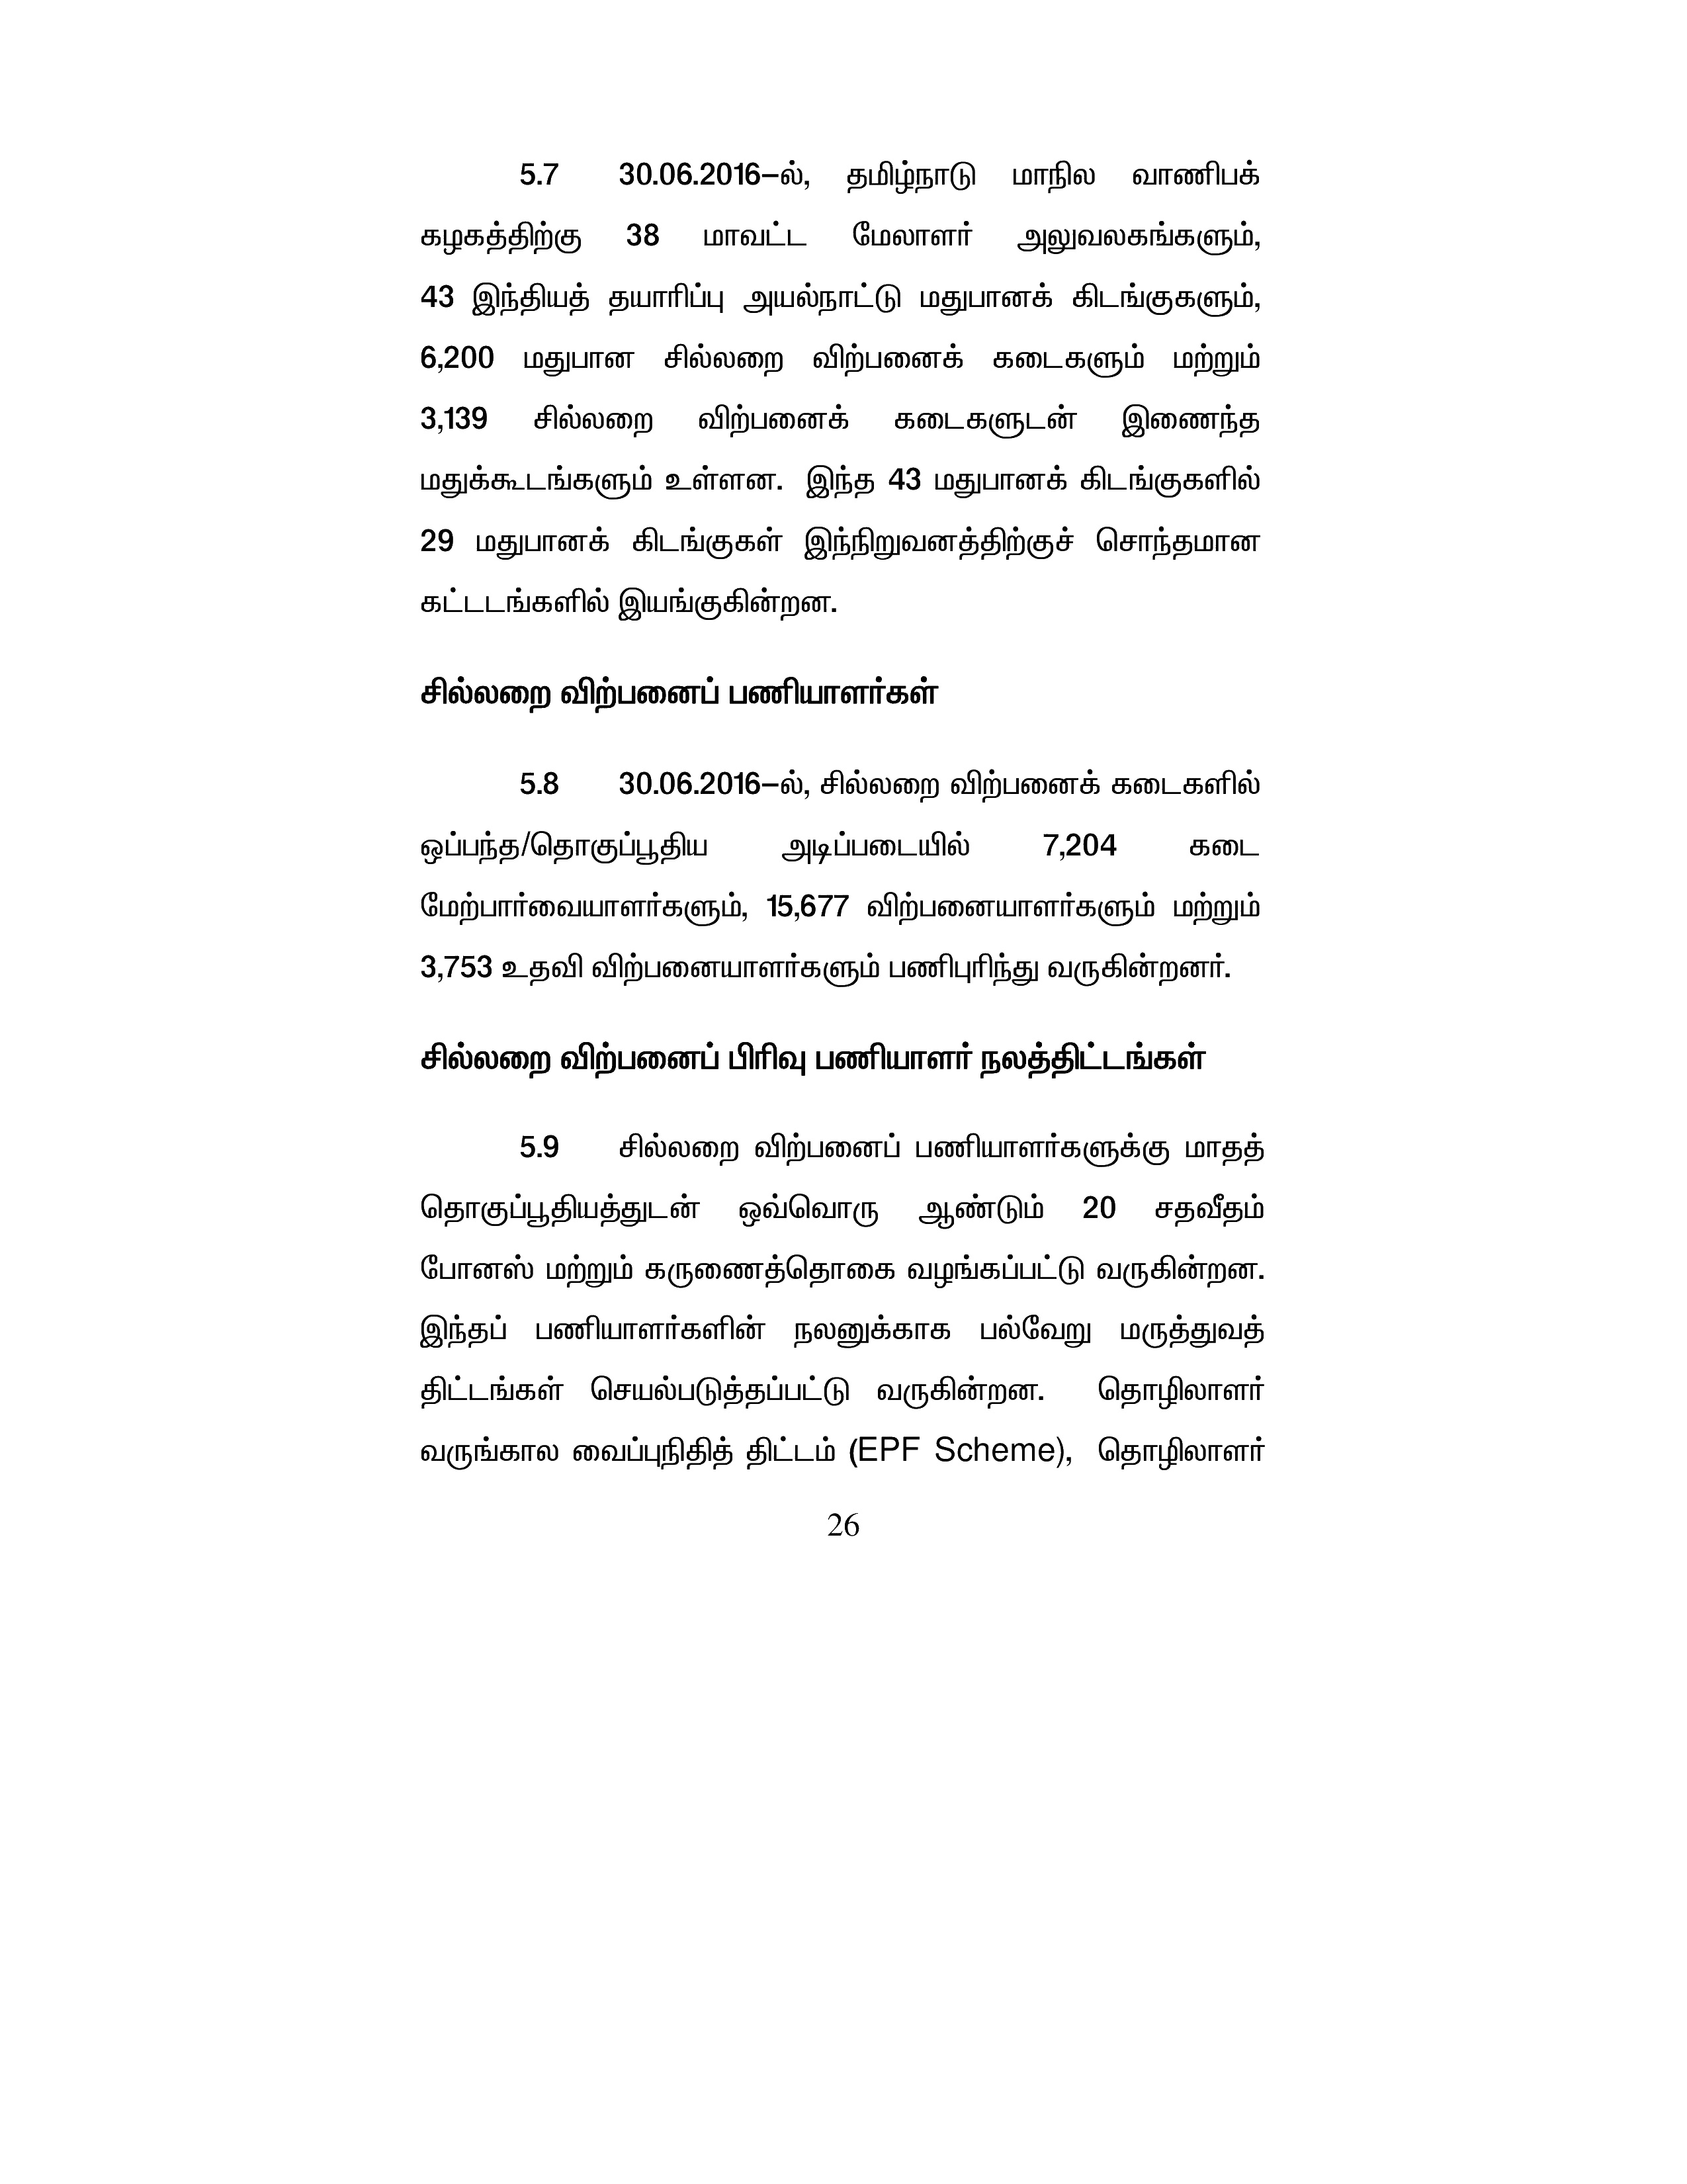 5.7 30.06.2016–ல், தமிழ்நாடு மாநில வாணிபக்
கழகத்திற்கு 38 மாவட்ட மேலாளர் அலுவலகங்களும்,
43 இந்தியத் தயாரிப்பு அயல்நாட்டு மதுபானக் கிடங்குகளும்,
6,200 மதுபான சில்லறை விற்பனைக் கடைகளும் மற்றும்
3,139 சில்லறை விற்பனைக் கடைகளுடன் இணைந்த
மதுக்கூடங்களும் உள்ளன. இந்த 43 மதுபானக் கிடங்குகளில்
29 மதுபானக் கிடங்குகள் இந்நிறுவனத்திற்குச் சொந்தமான
கட்டடங்களில் இயங்குகின்றன.
சில்லறை விற்பனைப் பணியாளர்கள்
5.8 30.06.2016–ல், சில்லறை விற்பனைக் கடைகளில்
ஒப்பந்த/தொகுப்பூதிய அடிப்படையில் 7,204 கடை
மேற்பார்வையாளர்களும், 15,677 விற்பனையாளர்களும் மற்றும்
3,753 உதவி விற்பனையாளர்களும் பணிபுரிந்து வருகின்றனர்.
சில்லறை விற்பனைப் பிரிவு பணியாளர் நலத்திட்டங்கள்
5.9 சில்லறை விற்பனைப் பணியாளர்களுக்கு மாதத்
தொகுப்பூதியத்துடன் ஒவ்வொரு ஆண்டும் 20 சதவீதம்
போனஸ் மற்றும் கருணைத்தொகை வழங்கப்பட்டு வருகின்றன.
இந்தப் பணியாளர்களின் நலனுக்காக பல்வேறு மருத்துவத்
திட்டங்கள் செயல்படுத்தப்பட்டு வருகின்றன. தொழிலாளர்
வருங்கால வைப்புநிதித் திட்டம் (EPF Scheme), தொழிலாளர்
26